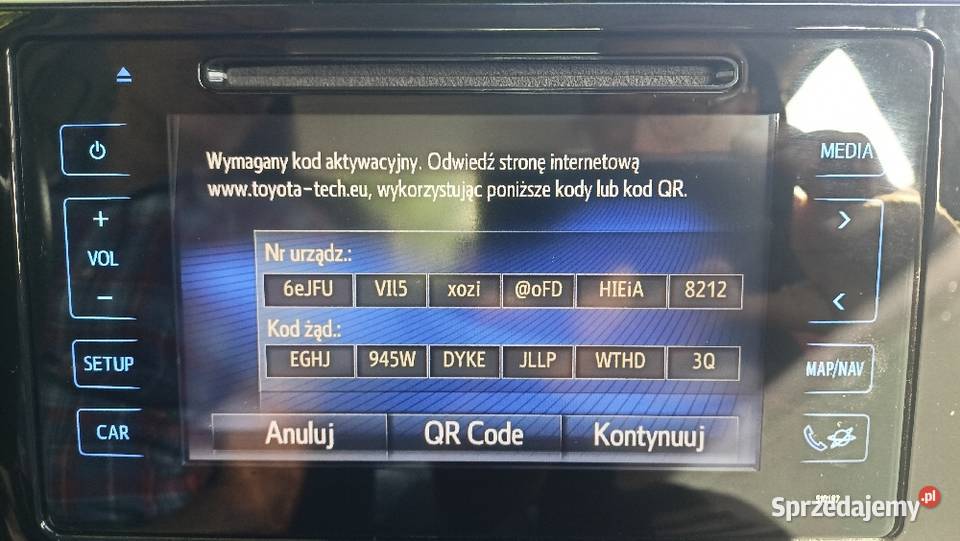 MEDIA
Wymagany kod aktywacyjny. Odwiedź stronę internetową
www.toyota-tech.eu, wykorzystując poniższe kody lub kod QR.
+
VOL
−
>
<
Nr urządz.:
6eJFU VIl5 xozi @oFD HIEiA 8212
Kod żąd.:
EGHJ 945W DYKE JLLP WTHD 3Q
SETUP
MAP/NAV
CAR
Anuluj QR Code Kontynuuj
Sprzedajemy.pl